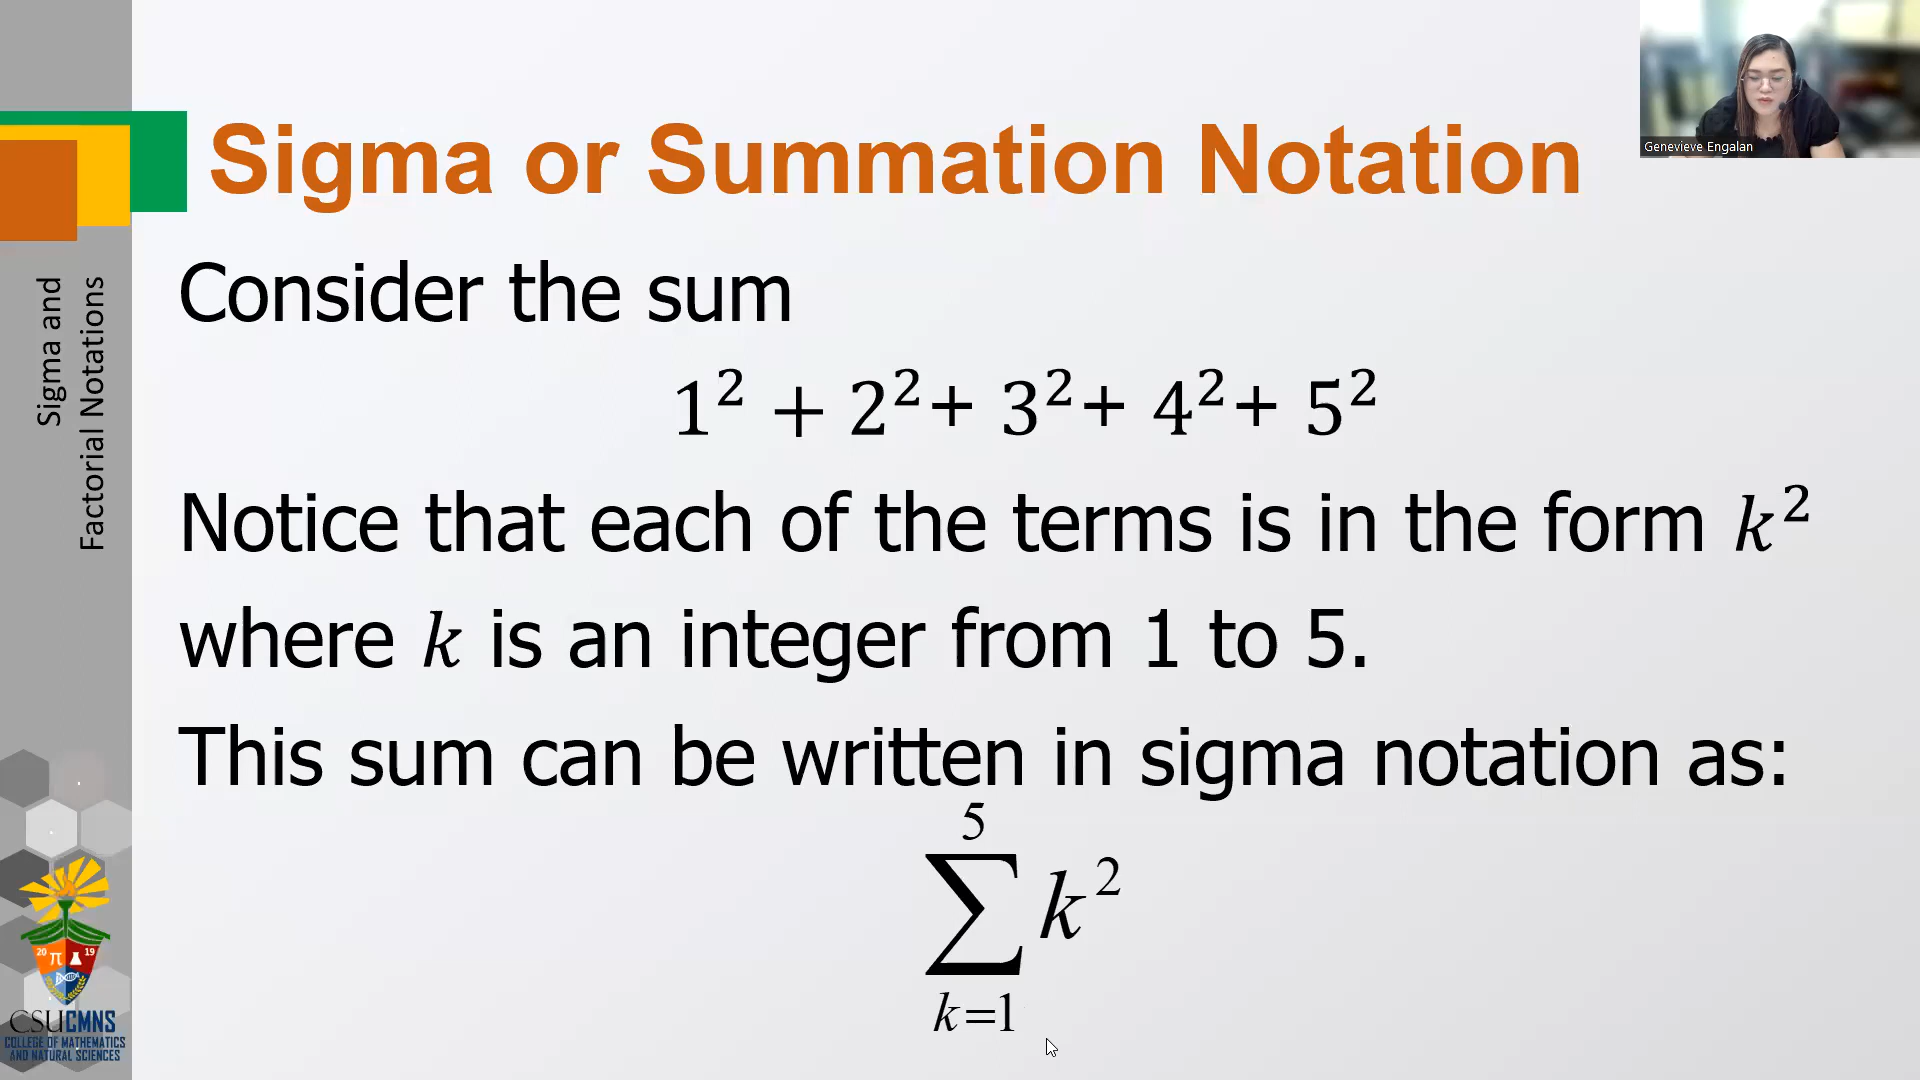 Sigma or Summation Notation
Genevieve Engalan
Sigma and
Factorial Notations
Consider the sum
1² + 2²+ 3²+ 4²+ 5²
Notice that each of the terms is in the form k²
where k is an integer from 1 to 5.
This sum can be written in sigma notation as:
5
∑ k²
k=1
20 19
π
CSUCMNS
COLLEGE OF MATHEMATICS
AND NATURAL SCIENCES